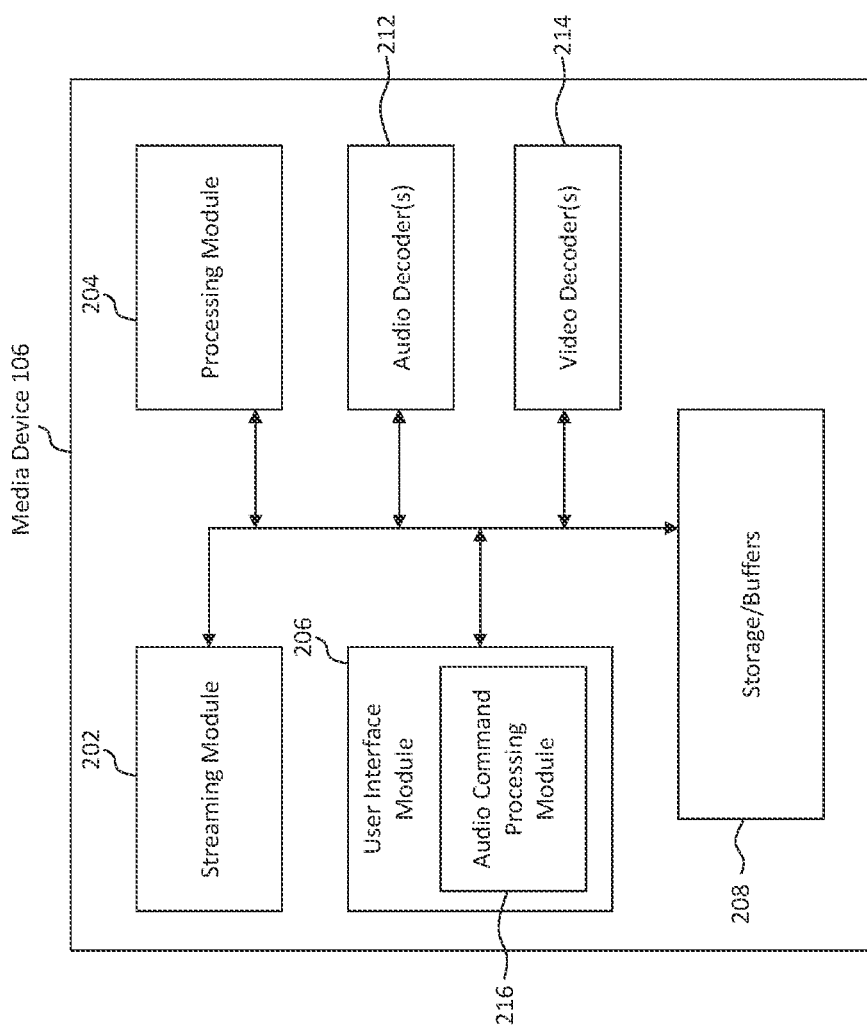 Media Device 106
202
Streaming Module
204
Processing Module
206
User Interface
Module
Audio Command
Processing
Module
216
Audio Decoder(s)
212
Video Decoder(s)
214
Storage/Buffers
208